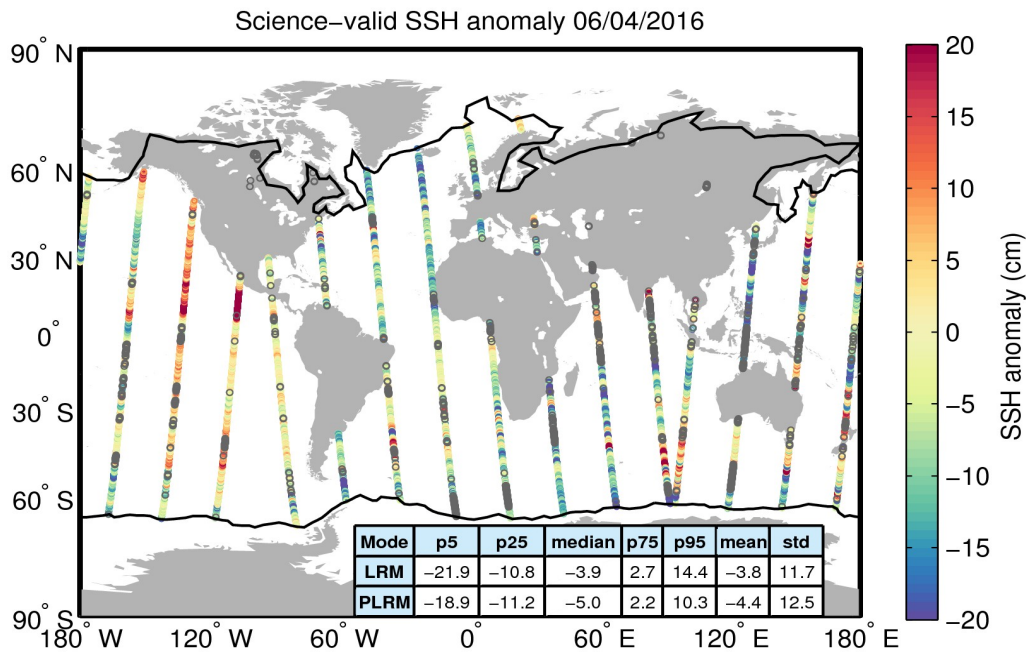 Science−valid SSH anomaly 06/04/2016
90° N
60° N
30° N
0°
30° S
60° S
90° S
180° W
120° W
60° W
0°
60° E
120° E
180° E
Mode p5 p25 median p75 p95 mean std
LRM −21.9 −10.8 −3.9 2.7 14.4 −3.8 11.7
PLRM −18.9 −11.2 −5.0 2.2 10.3 −4.4 12.5
20
15
10
5
0
−5
−10
−15
−20
SSH anomaly (cm)